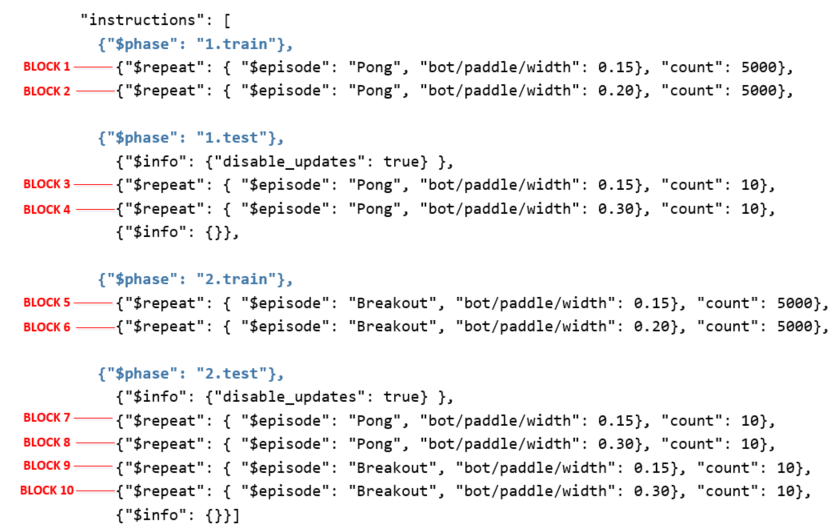 "instructions": [
{"$phase": "1.train"},
BLOCK 1 {"$repeat": { "$episode": "Pong", "bot/paddle/width": 0.15}, "count": 5000},
BLOCK 2 {"$repeat": { "$episode": "Pong", "bot/paddle/width": 0.20}, "count": 5000},
{"$phase": "1.test"},
{"$info": {"disable_updates": true} },
BLOCK 3 {"$repeat": { "$episode": "Pong", "bot/paddle/width": 0.15}, "count": 10},
BLOCK 4 {"$repeat": { "$episode": "Pong", "bot/paddle/width": 0.30}, "count": 10},
{"$info": {}},
{"$phase": "2.train"},
BLOCK 5 {"$repeat": { "$episode": "Breakout", "bot/paddle/width": 0.15}, "count": 5000},
BLOCK 6 {"$repeat": { "$episode": "Breakout", "bot/paddle/width": 0.20}, "count": 5000},
{"$phase": "2.test"},
{"$info": {"disable_updates": true} },
BLOCK 7 {"$repeat": { "$episode": "Pong", "bot/paddle/width": 0.15}, "count": 10},
BLOCK 8 {"$repeat": { "$episode": "Pong", "bot/paddle/width": 0.30}, "count": 10},
BLOCK 9 {"$repeat": { "$episode": "Breakout", "bot/paddle/width": 0.15}, "count": 10},
BLOCK 10 {"$repeat": { "$episode": "Breakout", "bot/paddle/width": 0.30}, "count": 10},
{"$info": {}}]